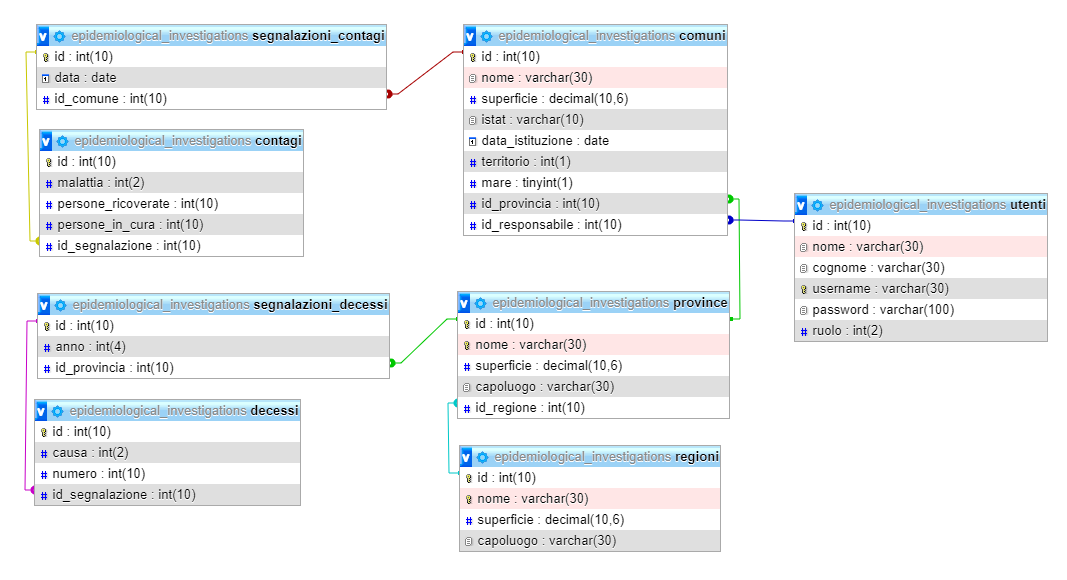 v epidemiological_investigations segnalazioni_contagi
id : int(10)
data : date
# id_comune : int(10)
v epidemiological_investigations contagi
id : int(10)
# malattia : int(2)
# persone_ricoverate : int(10)
# persone_in_cura : int(10)
# id_segnalazione : int(10)
v epidemiological_investigations segnalazioni_decessi
id : int(10)
# anno : int(4)
# id_provincia : int(10)
v epidemiological_investigations decessi
id : int(10)
# causa : int(2)
# numero : int(10)
# id_segnalazione : int(10)
v epidemiological_investigations comuni
id : int(10)
nome : varchar(30)
# superficie : decimal(10,6)
istat : varchar(10)
data_istituzione : date
# territorio : int(1)
# mare : tinyint(1)
# id_provincia : int(10)
# id_responsabile : int(10)
v epidemiological_investigations province
id : int(10)
nome : varchar(30)
# superficie : decimal(10,6)
capoluogo : varchar(30)
# id_regione : int(10)
v epidemiological_investigations regioni
id : int(10)
nome : varchar(30)
# superficie : decimal(10,6)
capoluogo : varchar(30)
v epidemiological_investigations utenti
id : int(10)
nome : varchar(30)
cognome : varchar(30)
username : varchar(30)
password : varchar(100)
# ruolo : int(2)